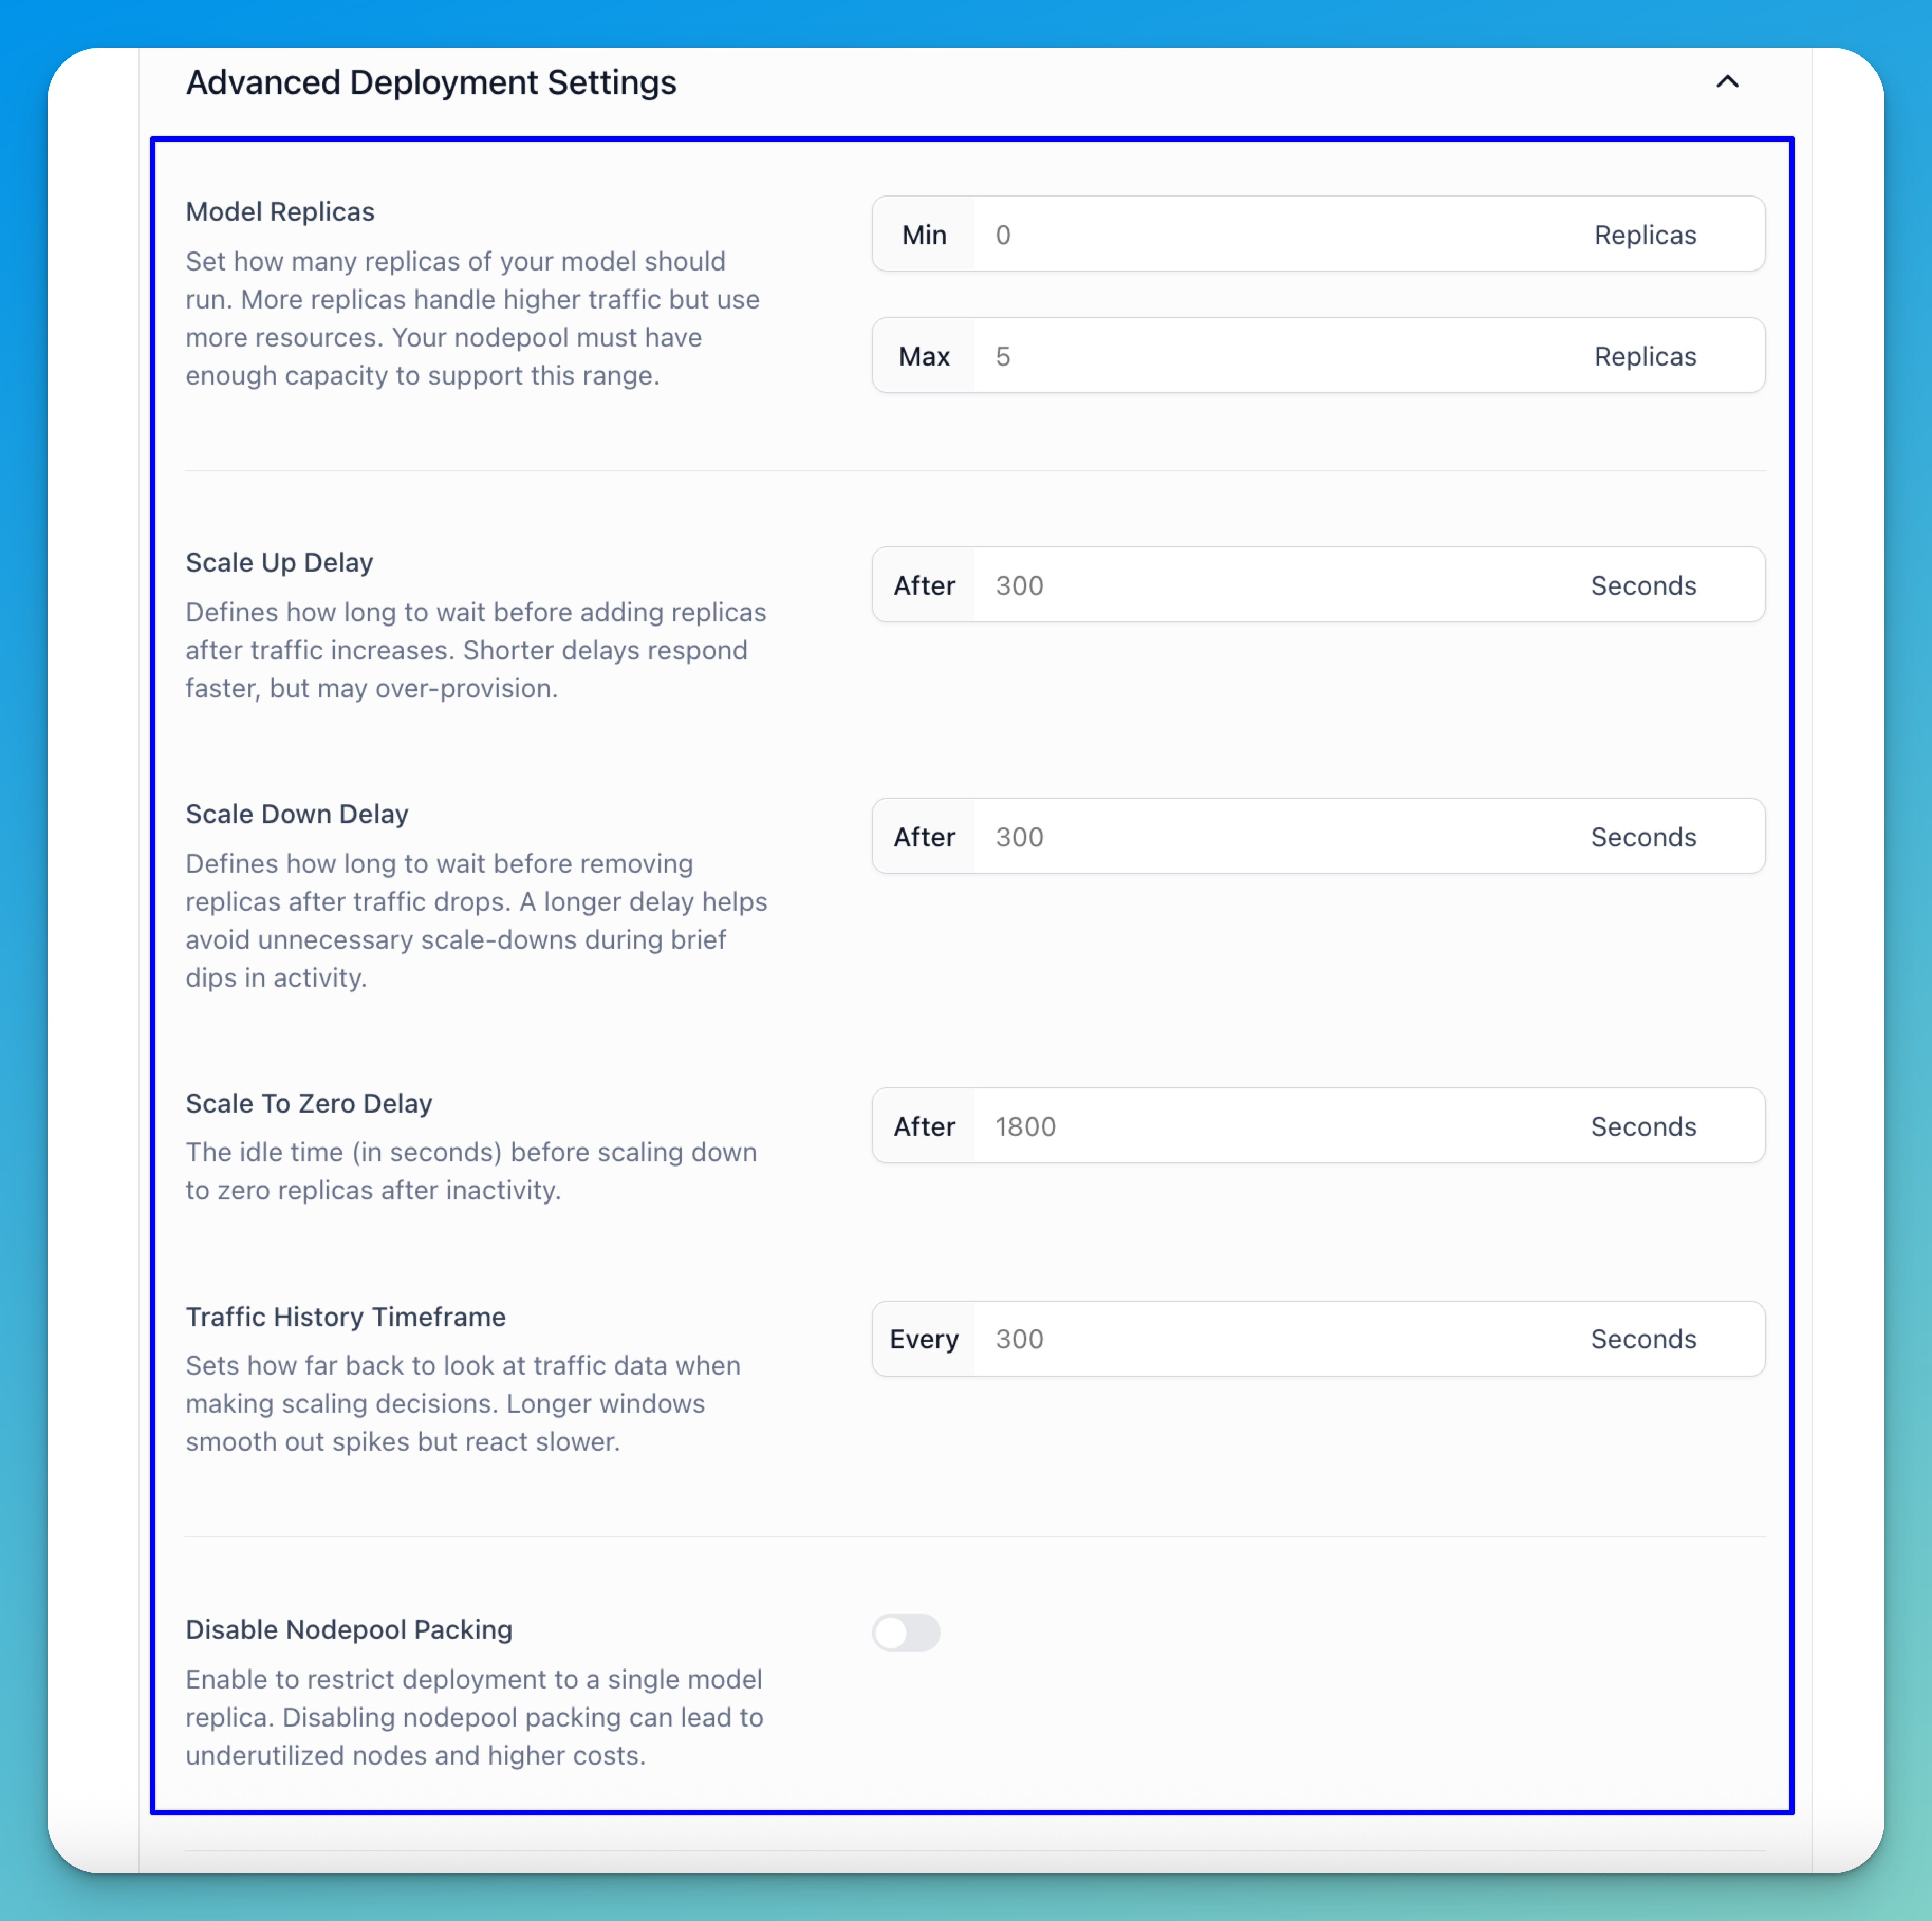 Advanced Deployment Settings
Model Replicas
Set how many replicas of your model should
run. More replicas handle higher traffic but use
more resources. Your nodepool must have
enough capacity to support this range.
Min 0 Replicas
Max 5 Replicas
Scale Up Delay
Defines how long to wait before adding replicas
after traffic increases. Shorter delays respond
faster, but may over-provision.
After 300 Seconds
Scale Down Delay
Defines how long to wait before removing
replicas after traffic drops. A longer delay helps
avoid unnecessary scale-downs during brief
dips in activity.
After 300 Seconds
Scale To Zero Delay
The idle time (in seconds) before scaling down
to zero replicas after inactivity.
After 1800 Seconds
Traffic History Timeframe
Sets how far back to look at traffic data when
making scaling decisions. Longer windows
smooth out spikes but react slower.
Every 300 Seconds
Disable Nodepool Packing
Enable to restrict deployment to a single model
replica. Disabling nodepool packing can lead to
underutilized nodes and higher costs.